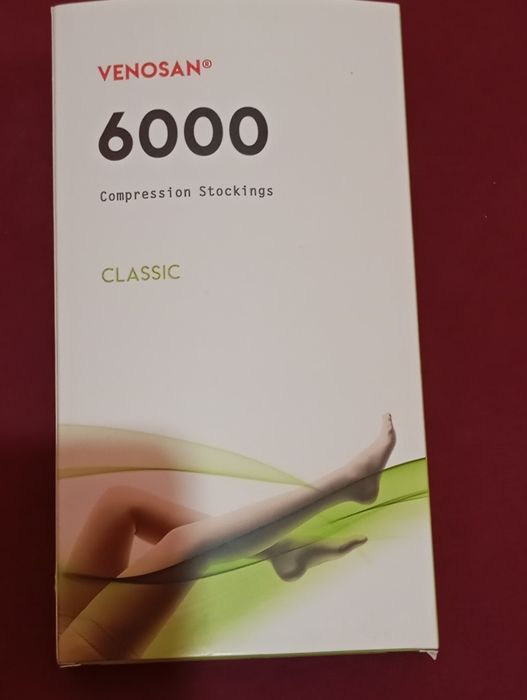 VENOSAN®
6000
Compression Stockings
CLASSIC